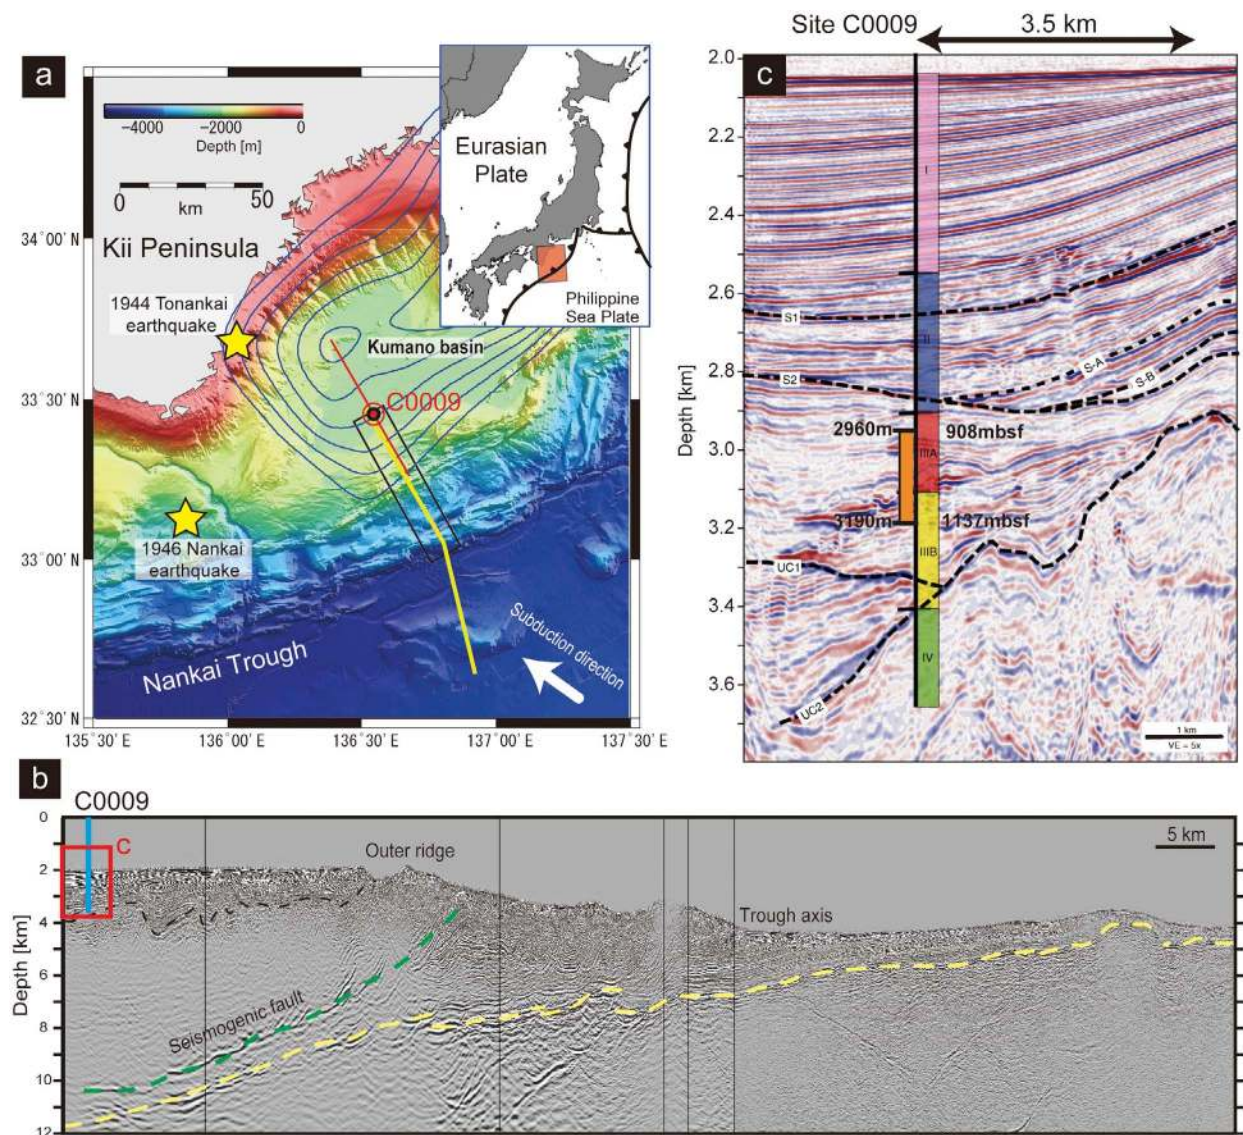 a
−4000
−2000
0
Depth [m]
0
50
km
34°00' N
33°30' N
33°00' N
32°30' N
135°30' E
136°00' E
136°30' E
137°00' E
137°30' E
Kii Peninsula
1944 Tonankai
earthquake
Kumano basin
C0009
1946 Nankai
earthquake
Nankai Trough
Subduction direction
Eurasian
Plate
Philippine
Sea Plate
Site C0009
3.5 km
c
2.0
2.2
2.4
2.6
2.8
3.0
3.2
3.4
3.6
Depth [km]
I
II
IIIA
IIIB
IV
S1
S2
S-A
S-B
UC1
UC2
2960m
908mbsf
3190m
1137mbsf
1 km
VE = 5x
b
C0009
C
0
2
4
6
8
10
12
Depth [km]
Outer ridge
Trough axis
Seismogenic fault
5 km